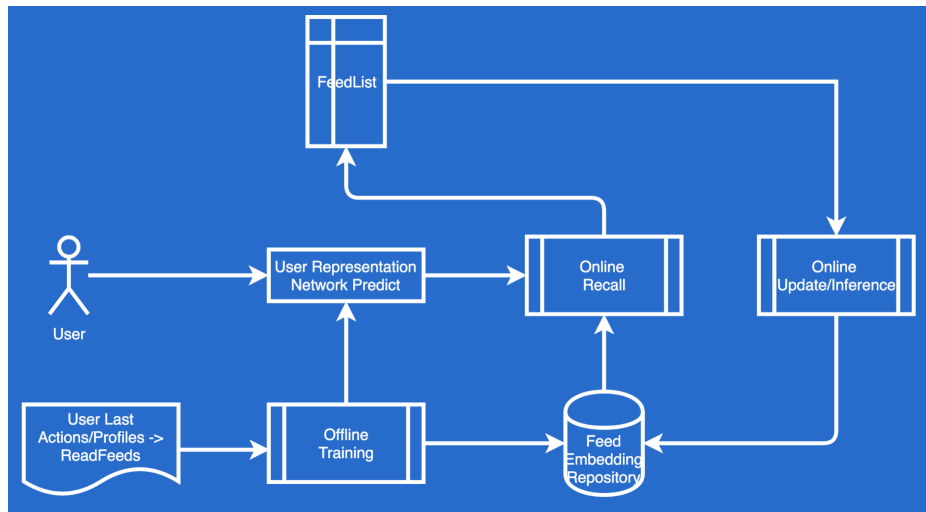 FeedList
User
User Representation
Network Predict
Online
Recall
Online
Update/Inference
User Last
Actions/Profiles ->
ReadFeeds
Offline
Training
Feed
Embedding
Repository